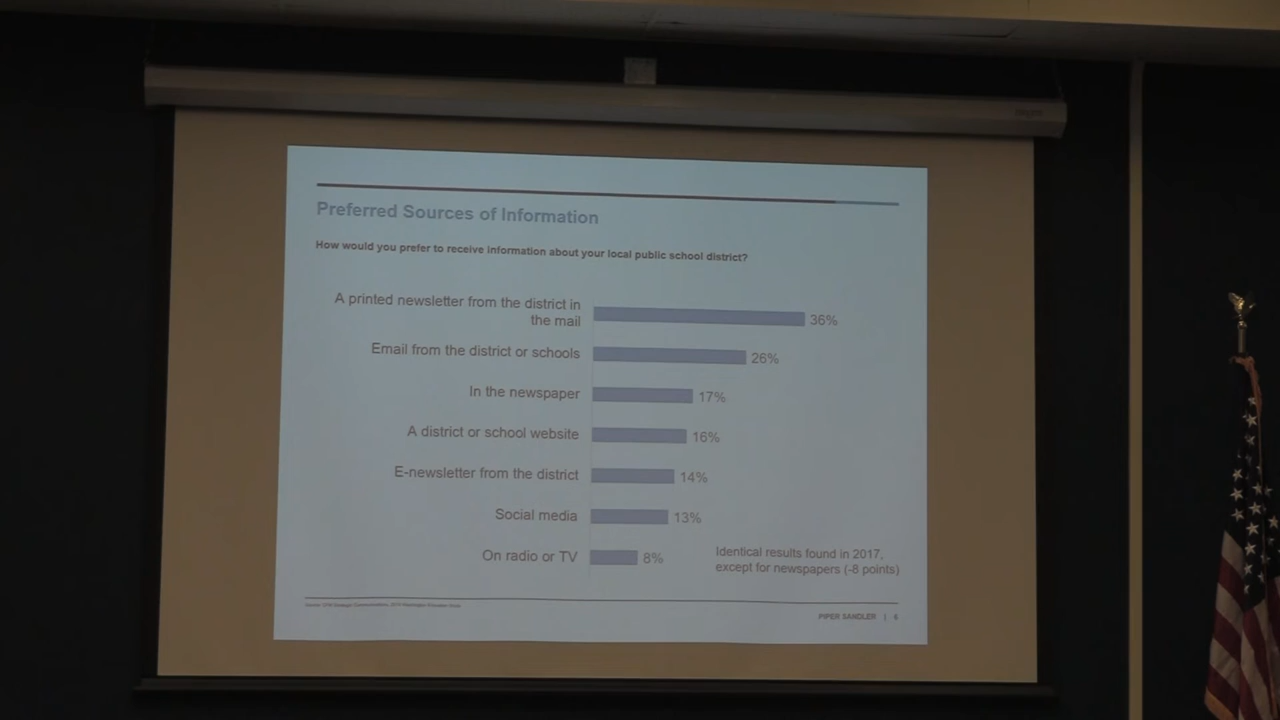 Preferred Sources of Information
How would you prefer to receive information about your local public school district?
A printed newsletter from the district in
the mail
36%
Email from the district or schools
26%
In the newspaper
17%
A district or school website
16%
E-newsletter from the district
14%
Social media
13%
On radio or TV
8%
Identical results found in 2017,
except for newspapers (-8 points)
PIPER SANDLER | 6